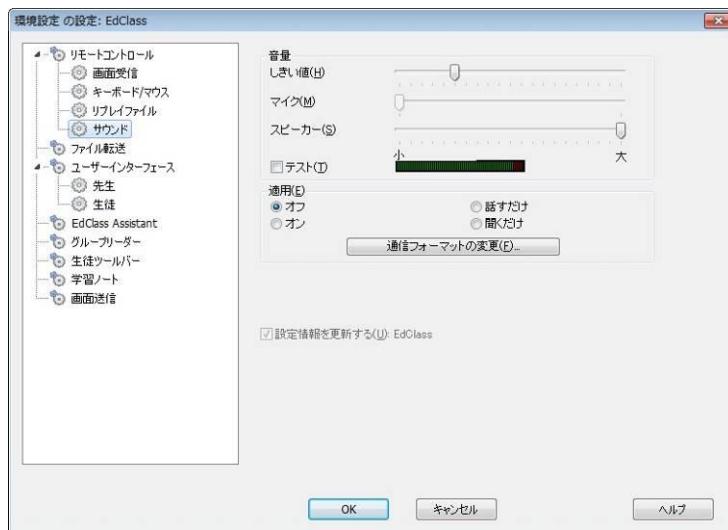 環境設定 の設定: EdClass
リモートコントロール
画面受信
キーボード/マウス
リプレイファイル
サウンド
ファイル転送
ユーザーインターフェース
先生
生徒
EdClass Assistant
グループリーダー
生徒ツールバー
学習ノート
画面送信
音量
しきい値(H)
マイク(M)
スピーカー(S)
小
大
テスト(T)
適用(E)
オフ
話すだけ
オン
聞くだけ
通信フォーマットの変更(F)...
設定情報を更新する(U): EdClass
OK
キャンセル
ヘルプ